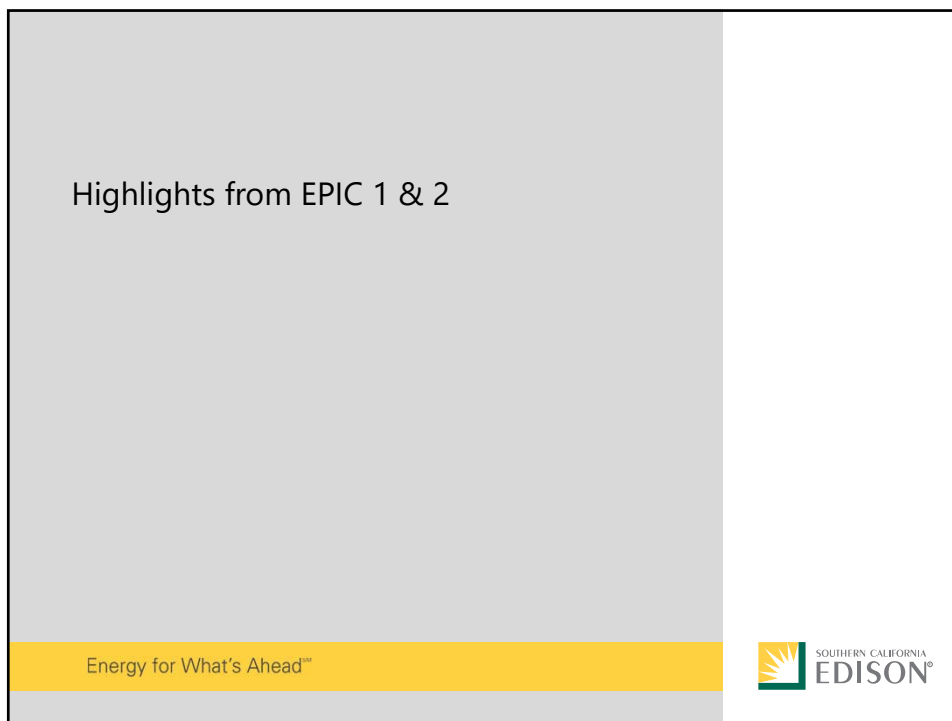 Highlights from EPIC 1 & 2
Energy for What's Ahead℠
SOUTHERN CALIFORNIA
EDISON®